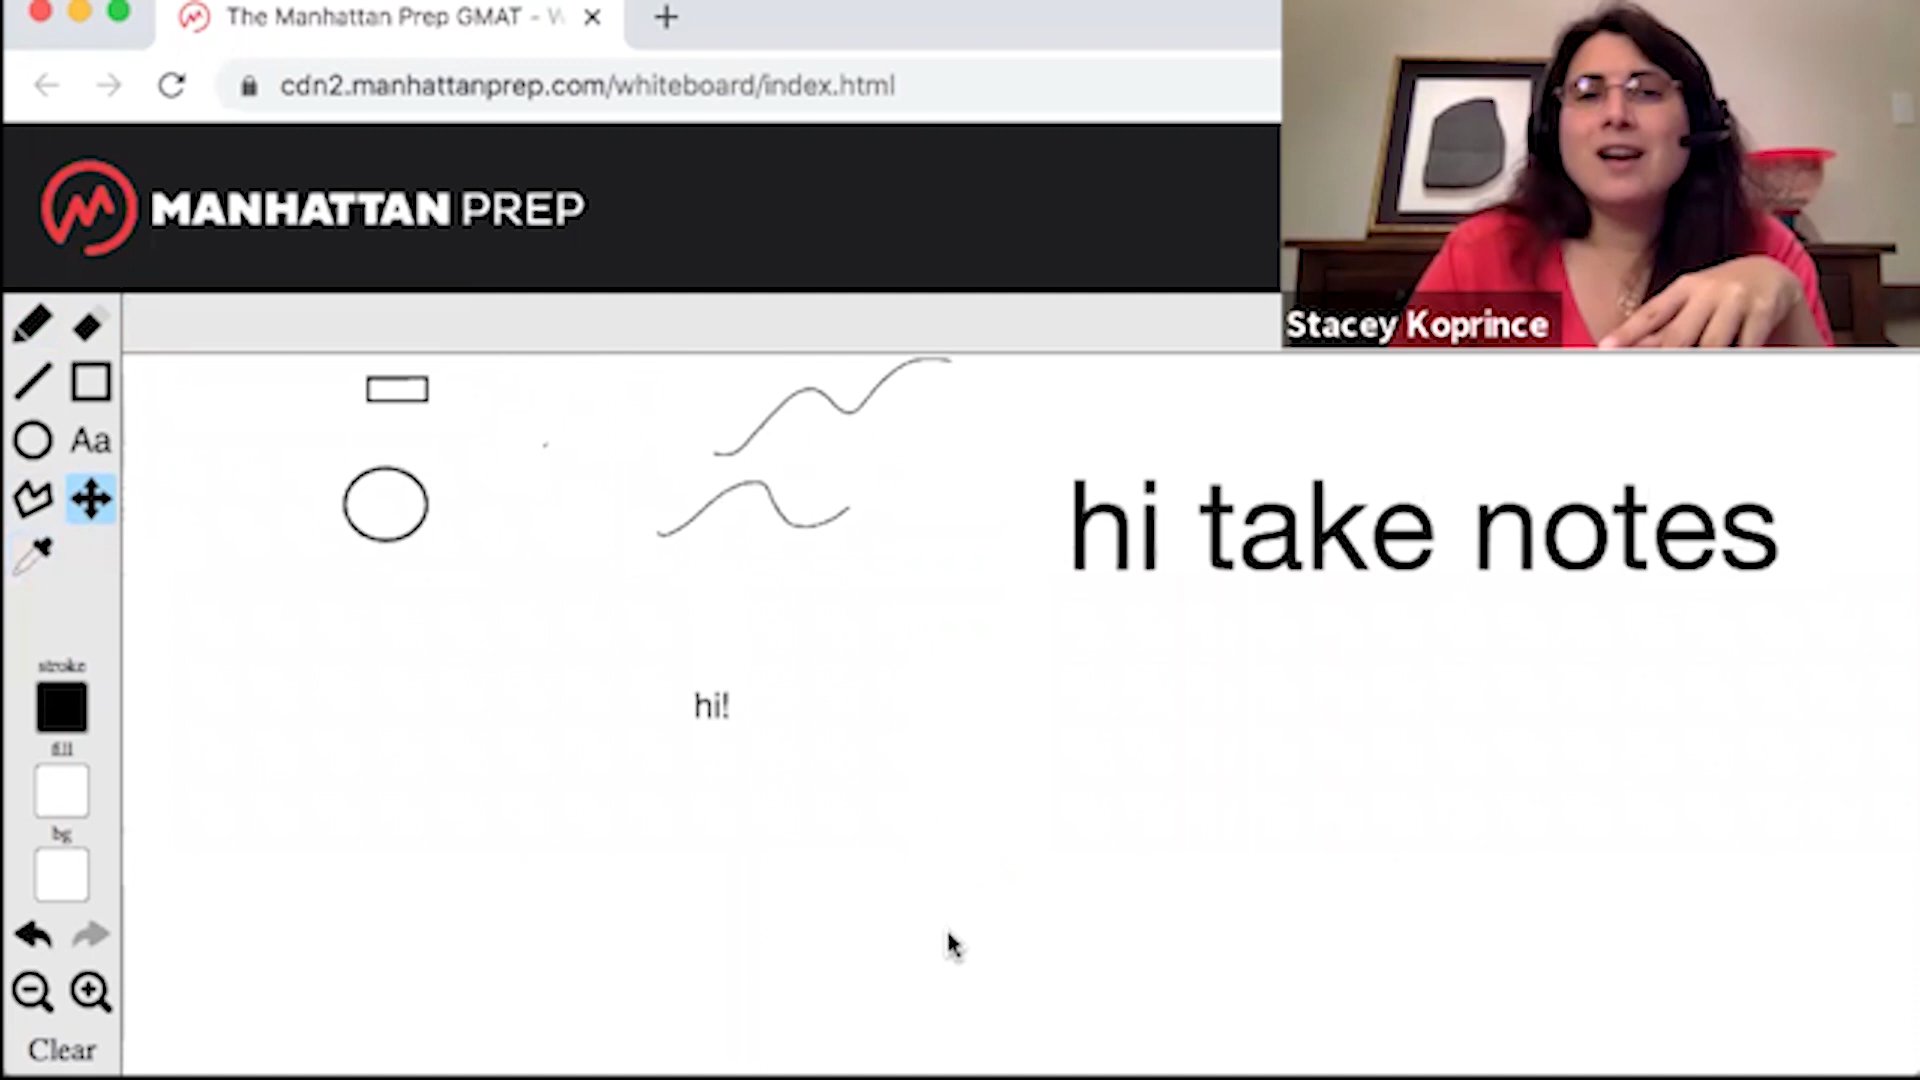 The Manhattan Prep GMAT - W
cdn2.manhattanprep.com/whiteboard/index.html
MANHATTAN PREP
Stacey Koprince
Aa
hi take notes
stroke
hi!
fill
bg
Clear